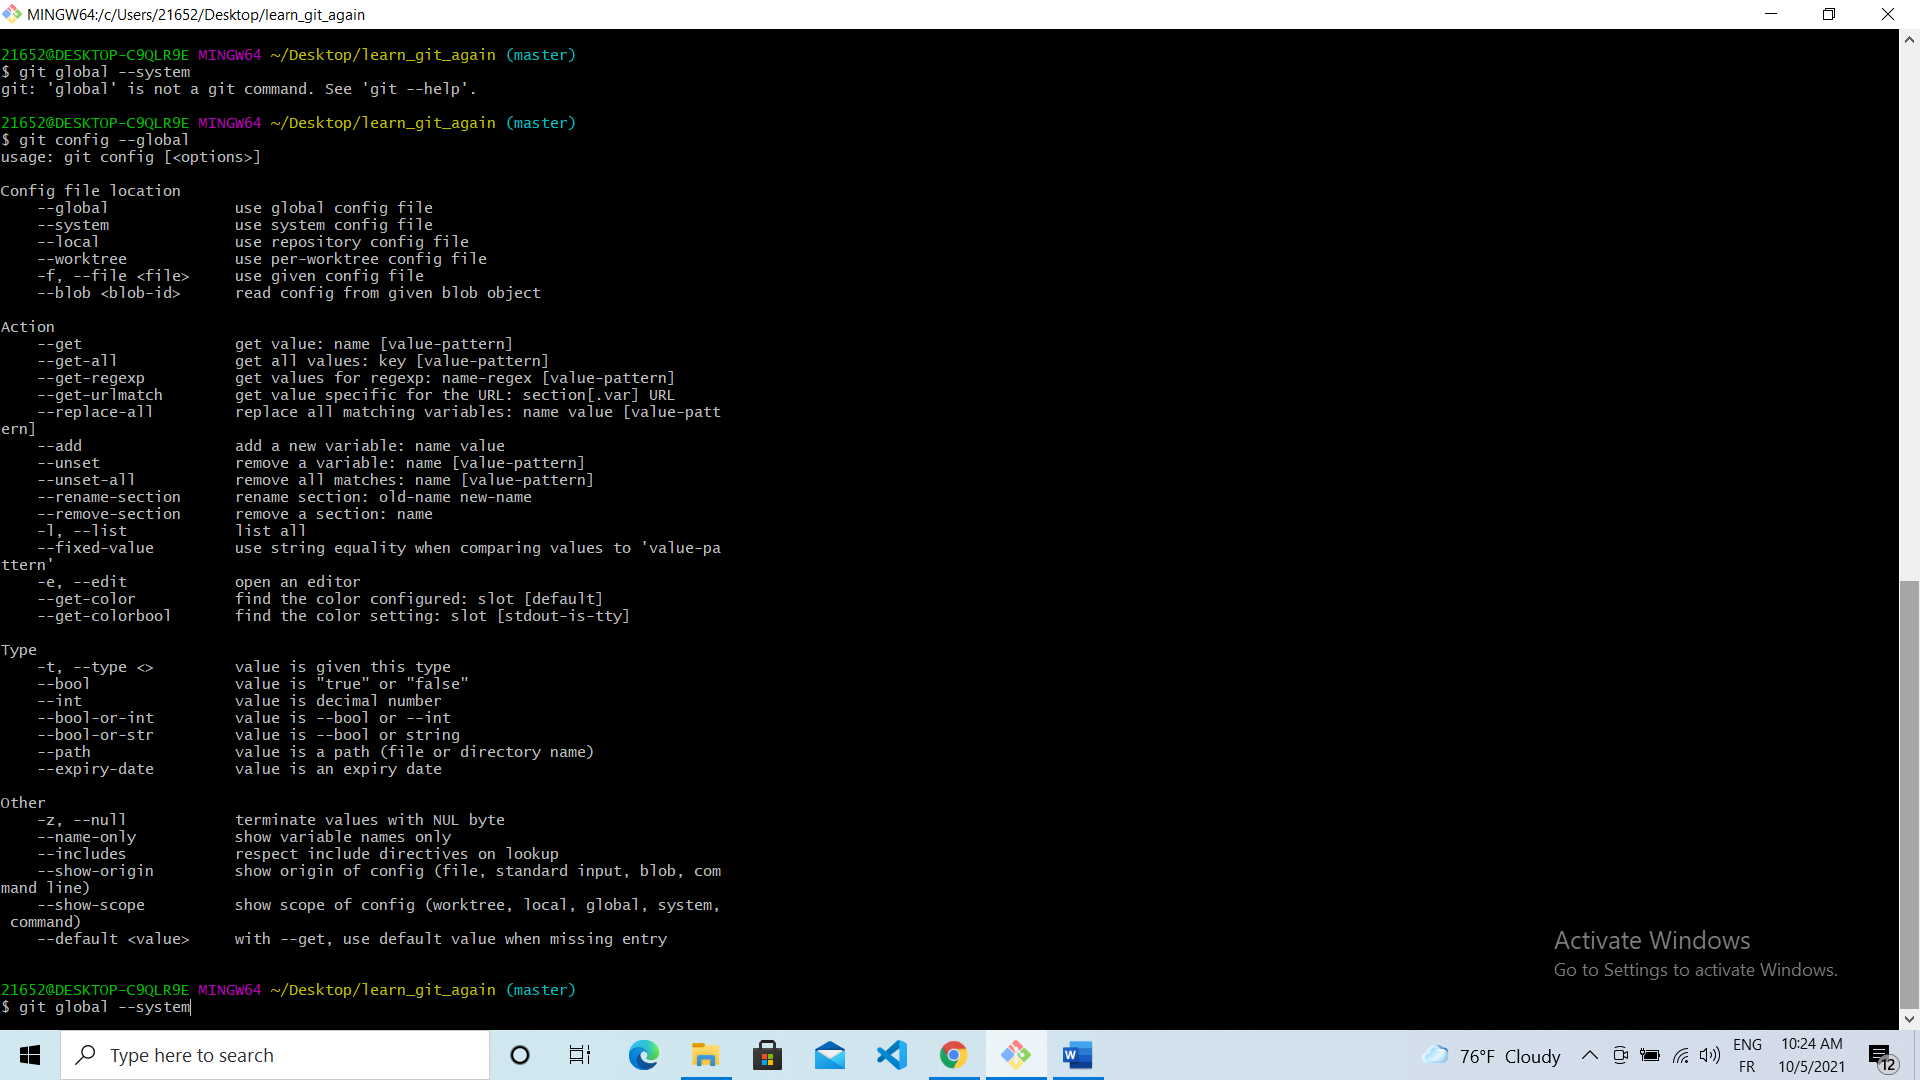 MINGW64:/c/Users/21652/Desktop/learn_git_again
21652@DESKTOP-C9QLR9E MINGW64 ~/Desktop/learn_git_again (master)
$ git global --system
git: 'global' is not a git command. See 'git --help'.
21652@DESKTOP-C9QLR9E MINGW64 ~/Desktop/learn_git_again (master)
$ git config --global
usage: git config [<options>]
Config file location
--global use global config file
--system use system config file
--local use repository config file
--worktree use per-worktree config file
-f, --file <file> use given config file
--blob <blob-id> read config from given blob object
Action
--get get value: name [value-pattern]
--get-all get all values: key [value-pattern]
--get-regexp get values for regexp: name-regex [value-pattern]
--get-urlmatch get value specific for the URL: section[.var] URL
--replace-all replace all matching variables: name value [value-patt
ern]
--add add a new variable: name value
--unset remove a variable: name [value-pattern]
--unset-all remove all matches: name [value-pattern]
--rename-section rename section: old-name new-name
--remove-section remove a section: name
-l, --list list all
--fixed-value use string equality when comparing values to 'value-pa
ttern'
-e, --edit open an editor
--get-color find the color configured: slot [default]
--get-colorbool find the color setting: slot [stdout-is-tty]
Type
-t, --type <> value is given this type
--bool value is "true" or "false"
--int value is decimal number
--bool-or-int value is --bool or --int
--bool-or-str value is --bool or string
--path value is a path (file or directory name)
--expiry-date value is an expiry date
Other
-z, --null terminate values with NUL byte
--name-only show variable names only
--includes respect include directives on lookup
--show-origin show origin of config (file, standard input, blob, com
mand line)
--show-scope show scope of config (worktree, local, global, system,
command)
--default <value> with --get, use default value when missing entry
21652@DESKTOP-C9QLR9E MINGW64 ~/Desktop/learn_git_again (master)
$ git global --system
Activate Windows
Go to Settings to activate Windows.
Type here to search
W
76°F Cloudy
ENG
FR
10:24 AM
10/5/2021
12